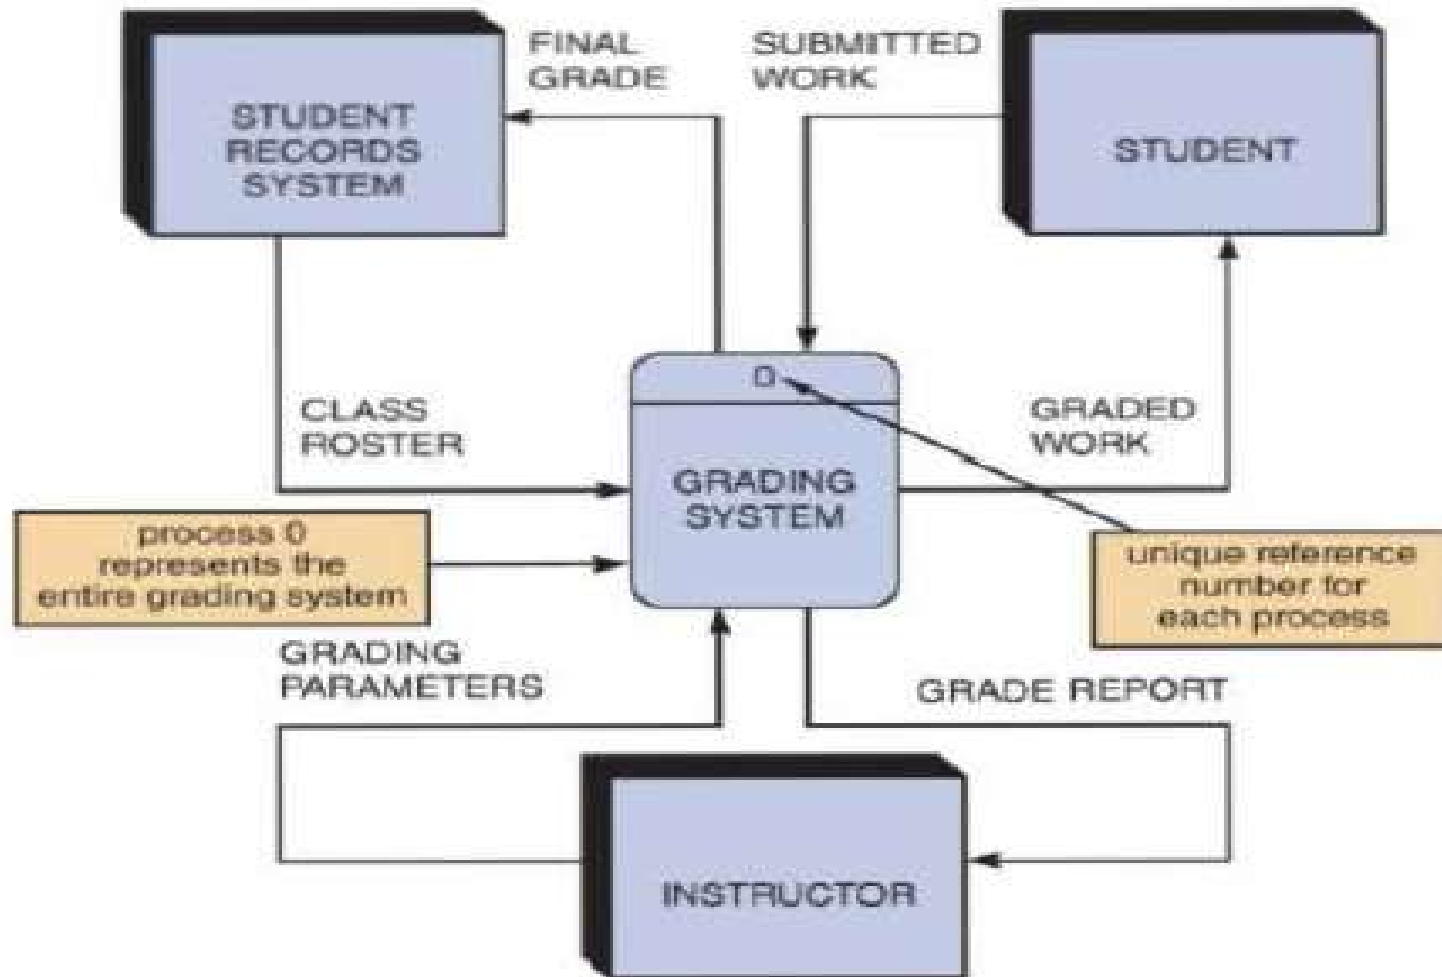 FINAL
GRADE
SUBMITTED
WORK
STUDENT
RECORDS
SYSTEM
STUDENT
0
CLASS
ROSTER
GRADED
WORK
GRADING
SYSTEM
process 0
represents the
entire grading system
unique reference
number for
each process
GRADING
PARAMETERS
GRADE REPORT
INSTRUCTOR